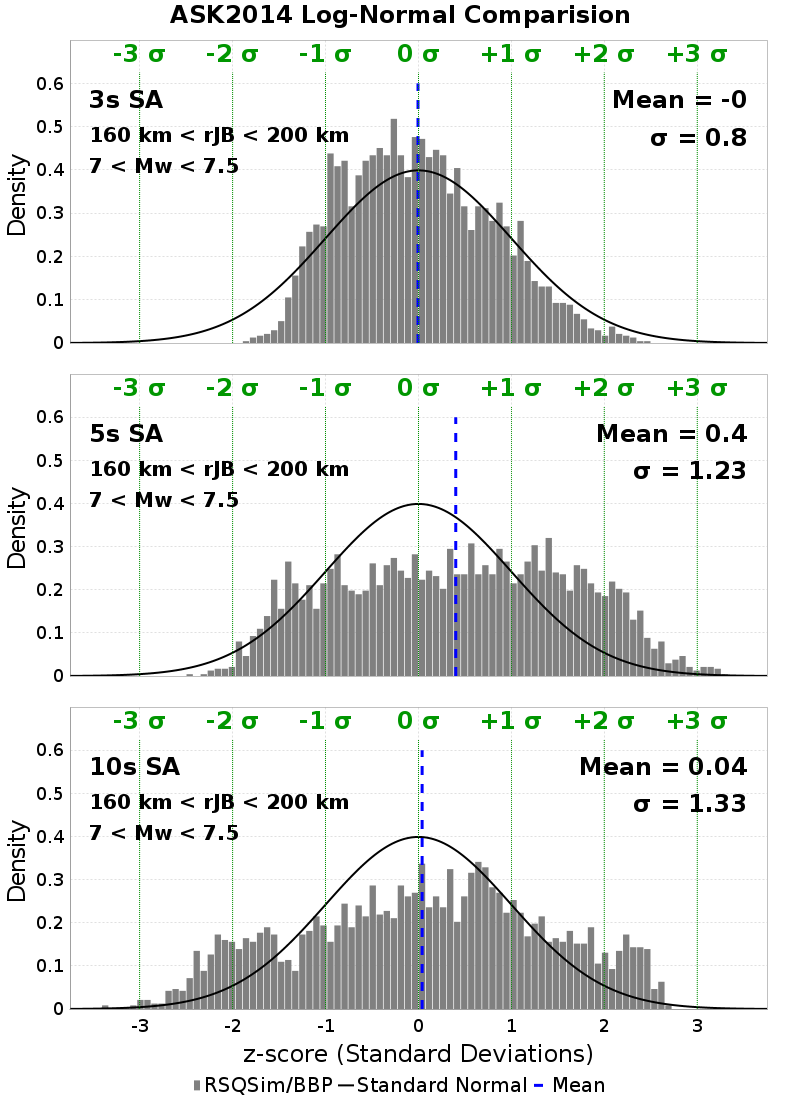 ASK2014 Log-Normal Comparision
-3 σ -2 σ -1 σ 0 σ +1 σ +2 σ +3 σ
0.6
3s SA Mean = -0
0.5
160 km < rJB < 200 km σ = 0.8
0.4
7 < Mw < 7.5
0.3
0.2
0.1
0
Density
-3 σ -2 σ -1 σ 0 σ +1 σ +2 σ +3 σ
0.6
5s SA Mean = 0.4
0.5
160 km < rJB < 200 km σ = 1.23
0.4
7 < Mw < 7.5
0.3
0.2
0.1
0
Density
-3 σ -2 σ -1 σ 0 σ +1 σ +2 σ +3 σ
0.6
10s SA Mean = 0.04
0.5
160 km < rJB < 200 km σ = 1.33
0.4
7 < Mw < 7.5
0.3
0.2
0.1
0
Density
-3 -2 -1 0 1 2 3
z-score (Standard Deviations)
RSQSim/BBP Standard Normal Mean